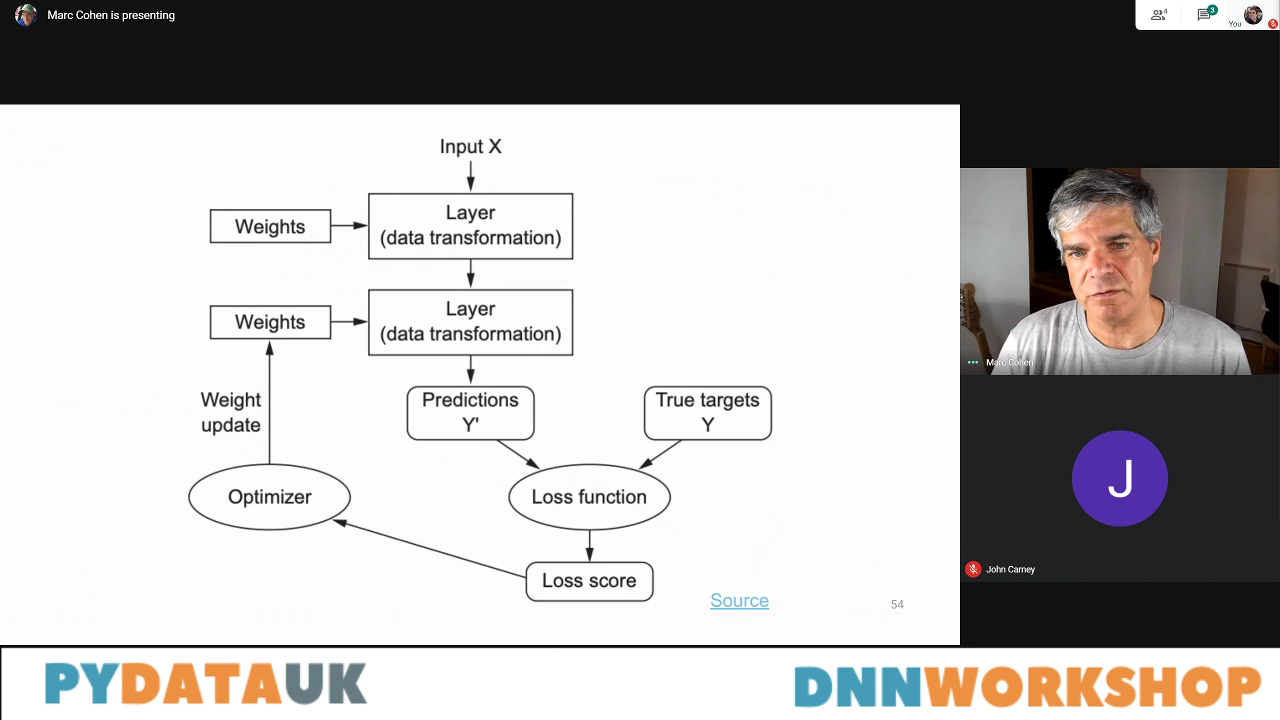 Marc Cohen is presenting
4
3
You
Input X
Layer
(data transformation)
Weights
Layer
(data transformation)
Weights
Weight
update
Predictions
Y'
True targets
Y
Optimizer
Loss function
Loss score
Source
54
Marc Cohen
J
John Carney
PYDATAUK
DNNWORKSHOP